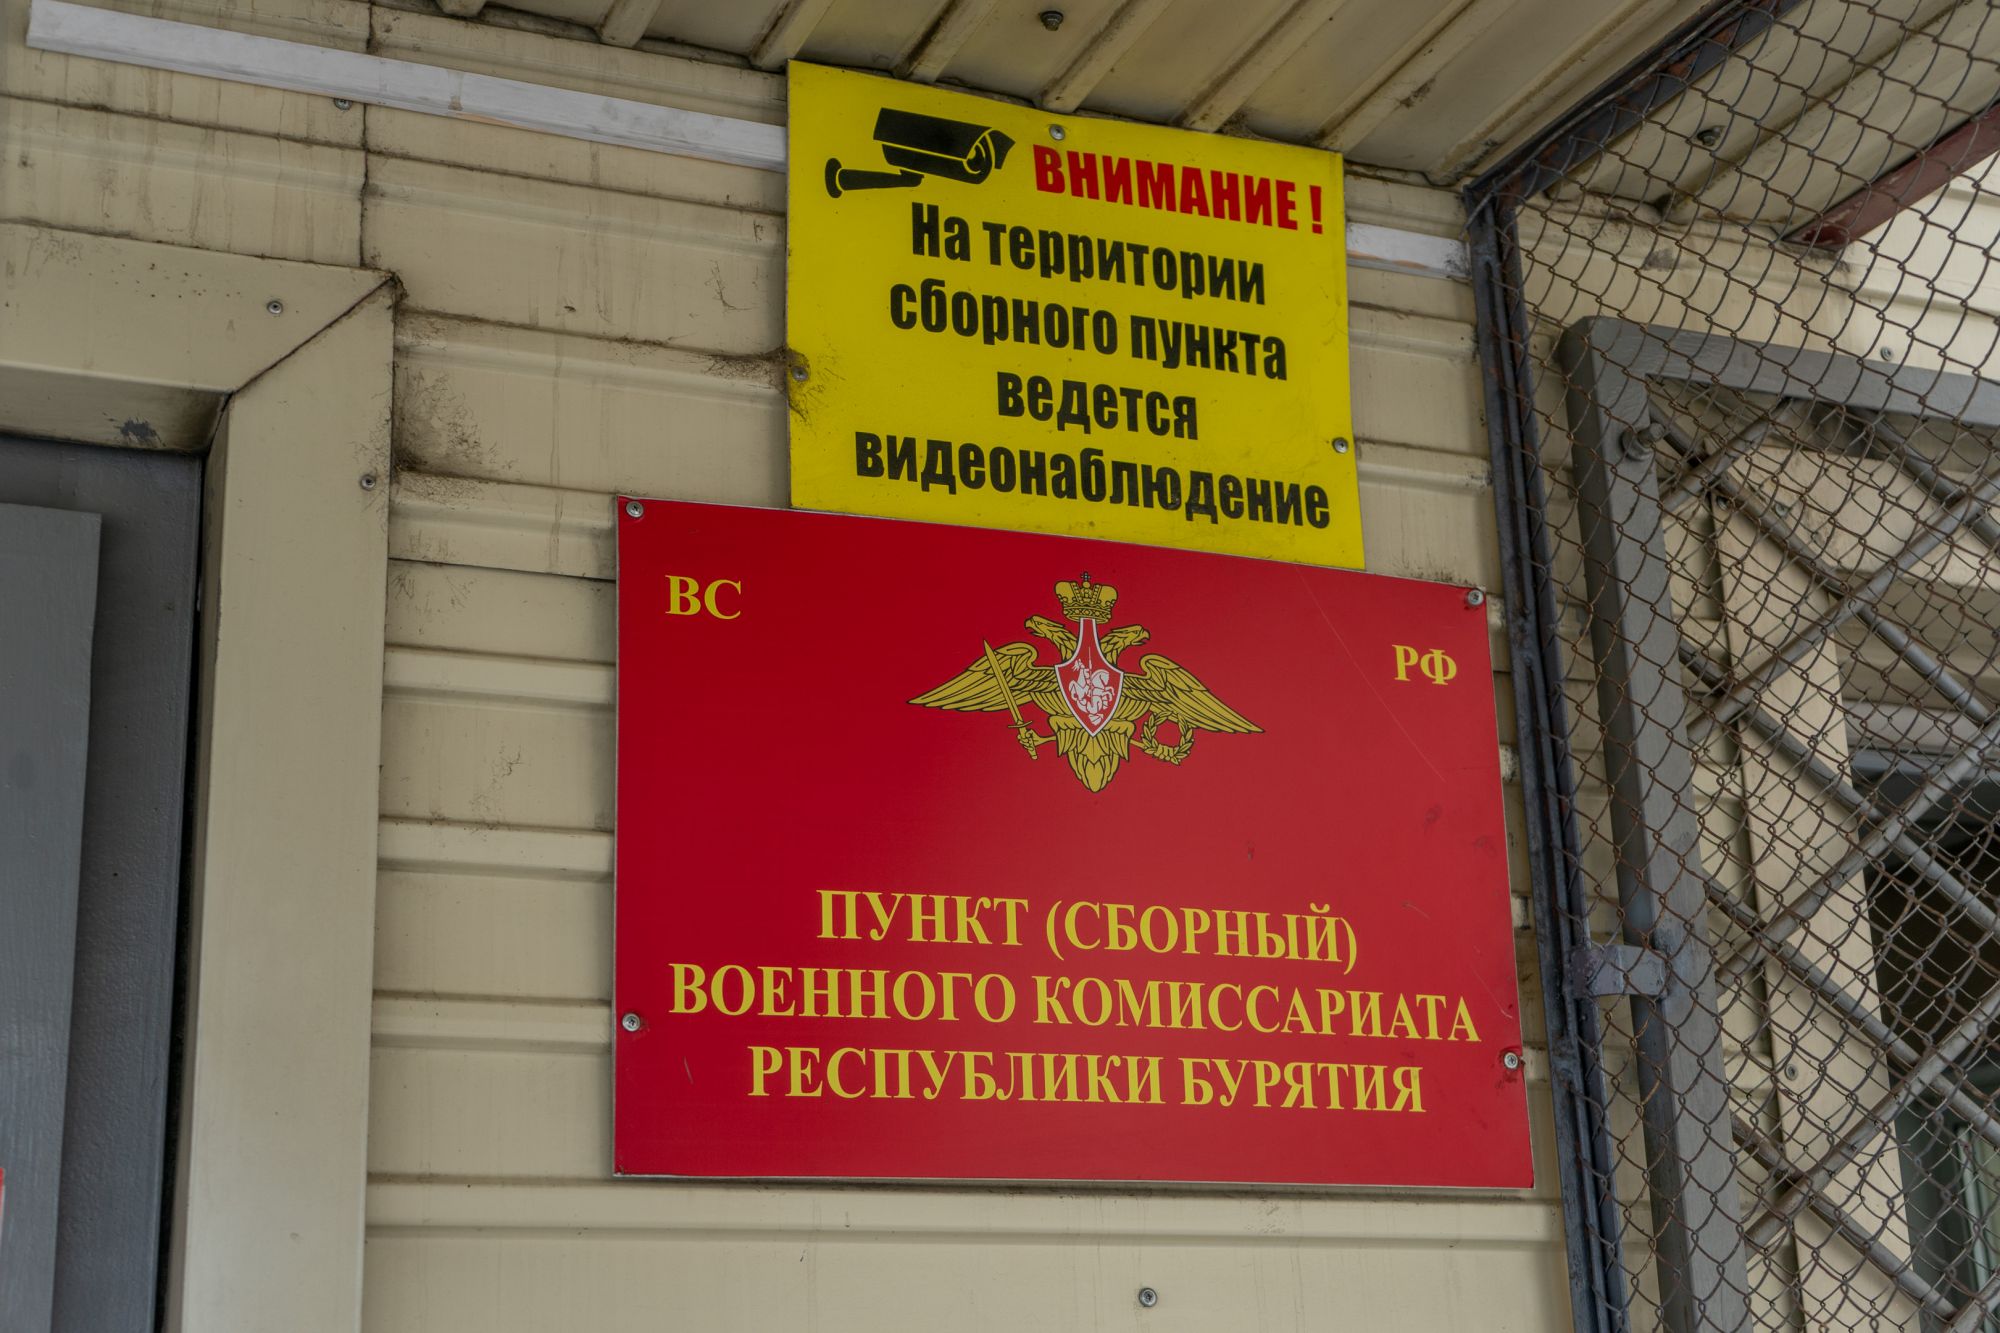 ВНИМАНИЕ !
На территории
сборного пункта
ведется
видеонаблюдение
ВС
РФ
ПУНКТ (СБОРНЫЙ)
ВОЕННОГО КОМИССАРИАТА
РЕСПУБЛИКИ БУРЯТИЯ